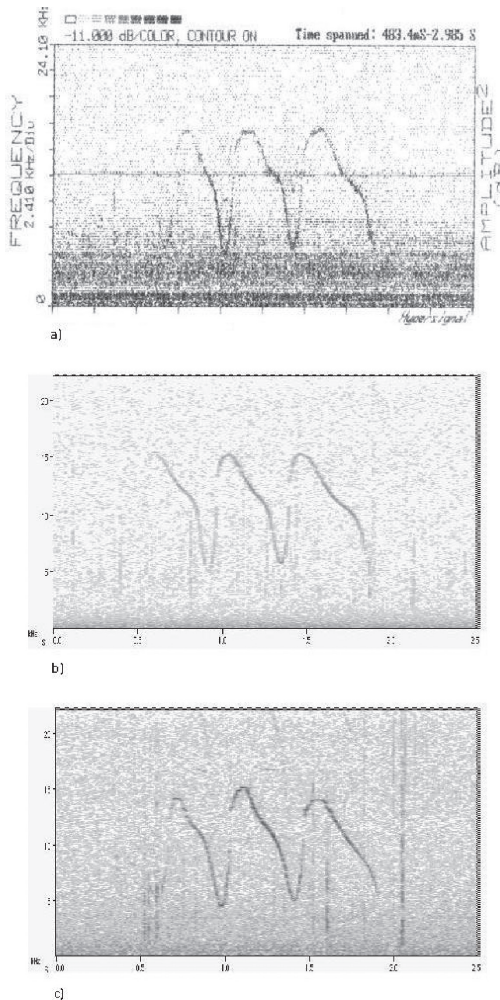 -11.000 dB/COLOR, CONTOUR ON Time spanned: 483.4mS-2.985 S
24.10 KHz
FREQUENCY
2.410 KHz/Div
0
AMPLITUDE2
(dB)
Hypersignal
a)
20
15
10
5
kHz
S 0.0 0.5 1.0 1.5 2.0 2.5
b)
20
15
10
5
kHz
S 0.0 0.5 1.0 1.5 2.0 2.5
c)